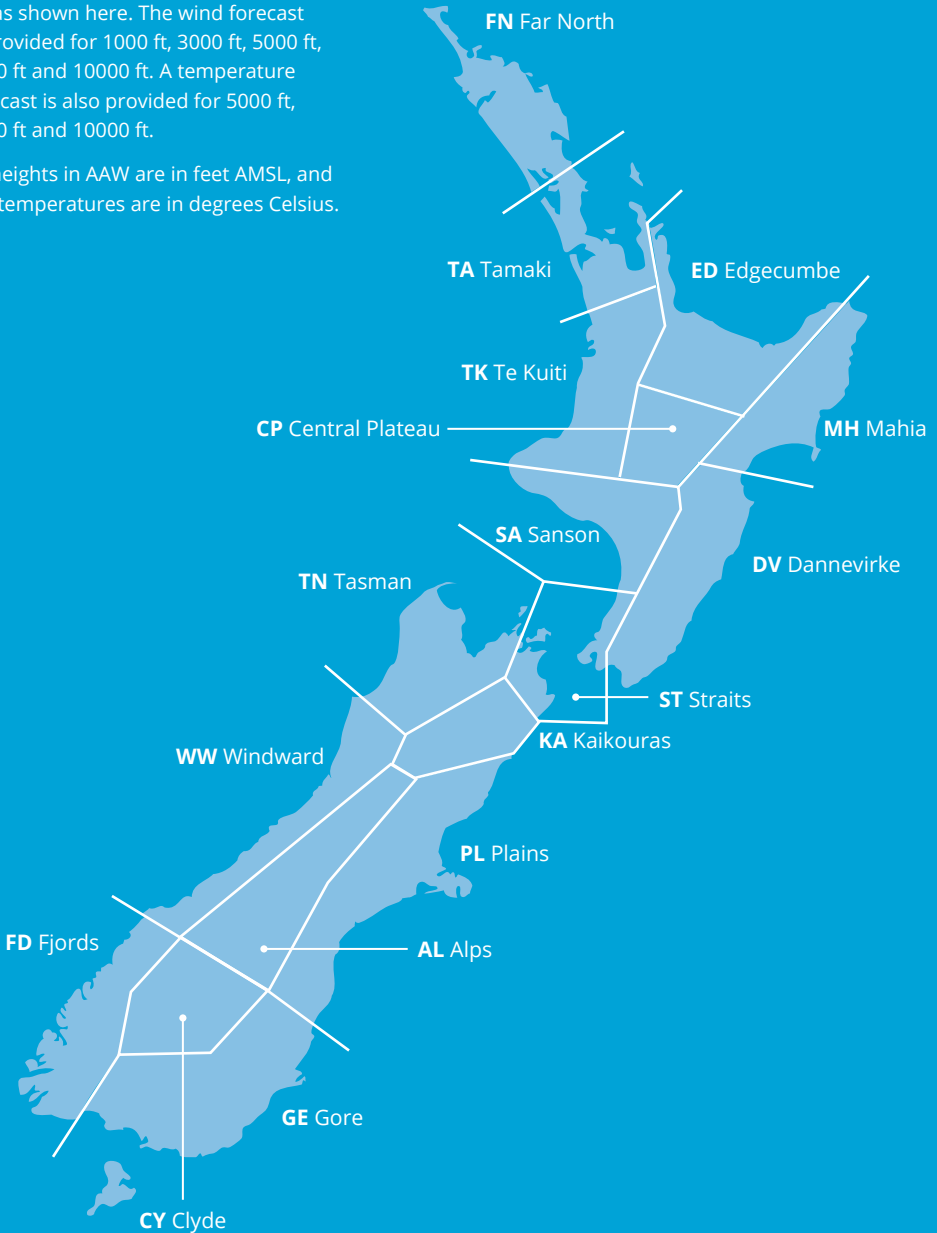 s shown here. The wind forecast
rovided for 1000 ft, 3000 ft, 5000 ft,
0 ft and 10000 ft. A temperature
cast is also provided for 5000 ft,
0 ft and 10000 ft.
eights in AAW are in feet AMSL, and
temperatures are in degrees Celsius.
FN Far North
TA Tamaki
ED Edgecumbe
TK Te Kuiti
CP Central Plateau
MH Mahia
SA Sanson
DV Dannevirke
TN Tasman
ST Straits
KA Kaikouras
WW Windward
PL Plains
FD Fjords
AL Alps
GE Gore
CY Clyde